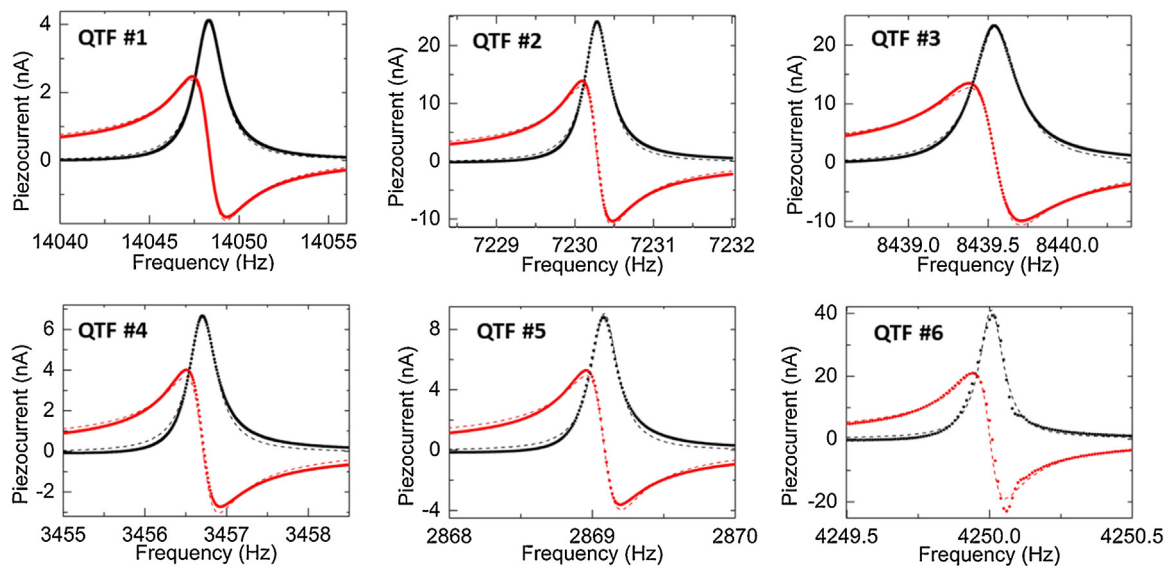 QTF #1
Piezocurrent (nA)
4
2
0
14040 14045 14050 14055
Frequency (Hz)
QTF #2
Piezocurrent (nA)
20
10
0
-10
7229 7230 7231 7232
Frequency (Hz)
QTF #3
Piezocurrent (nA)
20
10
0
-10
8439.0 8439.5 8440.0
Frequency (Hz)
QTF #4
Piezocurrent (nA)
6
4
2
0
-2
3455 3456 3457 3458
Frequency (Hz)
QTF #5
Piezocurrent (nA)
8
4
0
-4
2868 2869 2870
Frequency (Hz)
QTF #6
Piezocurrent (nA)
40
20
0
-20
4249.5 4250.0 4250.5
Frequency (Hz)